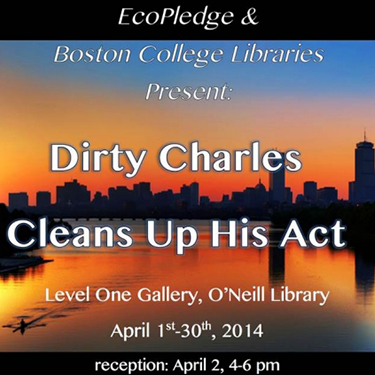 EcoPledge &
Boston College Libraries
Present:
Dirty Charles
Cleans Up His Act
Level One Gallery, O'Neill Library
April 1st-30th, 2014
reception: April 2, 4-6 pm